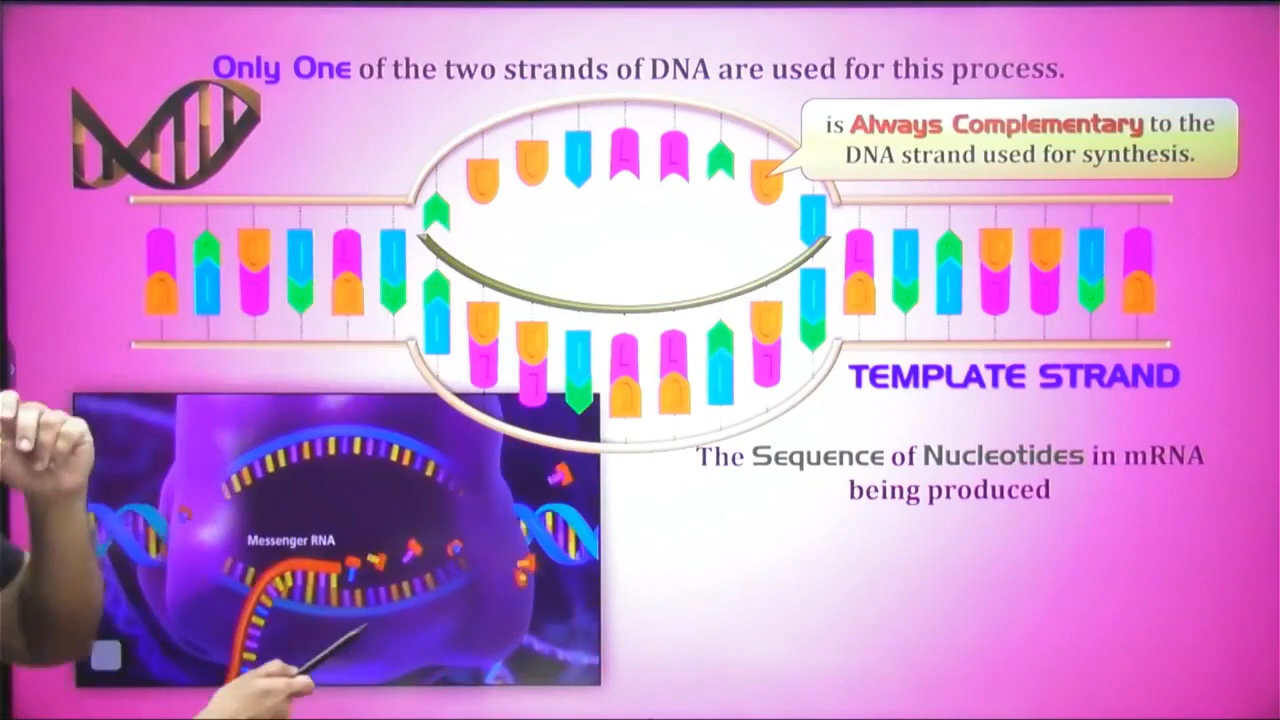 Only One of the two strands of DNA are used for this process.
is Always Complementary to the
DNA strand used for synthesis.
TEMPLATE STRAND
The Sequence of Nucleotides in mRNA
being produced
Messenger RNA